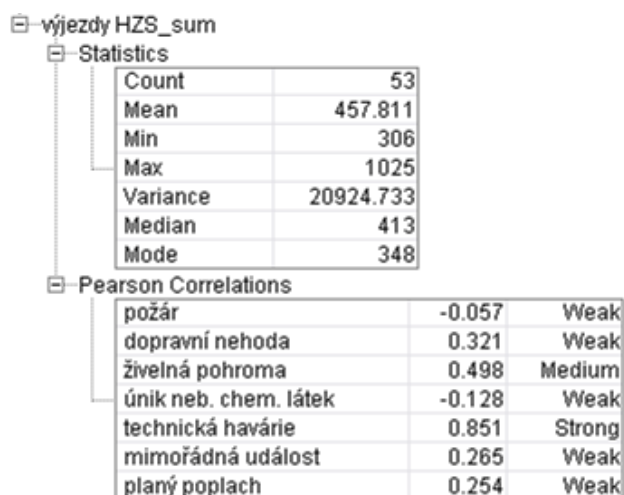 výjezdy HZS_sum
Statistics
Count 53
Mean 457.811
Min 306
Max 1025
Variance 20924.733
Median 413
Mode 348
Pearson Correlations
požár -0.057 Weak
dopravní nehoda 0.321 Weak
živelná pohroma 0.498 Medium
únik neb. chem. látek -0.128 Weak
technická havárie 0.851 Strong
mimořádná událost 0.265 Weak
planý poplach 0.254 Weak